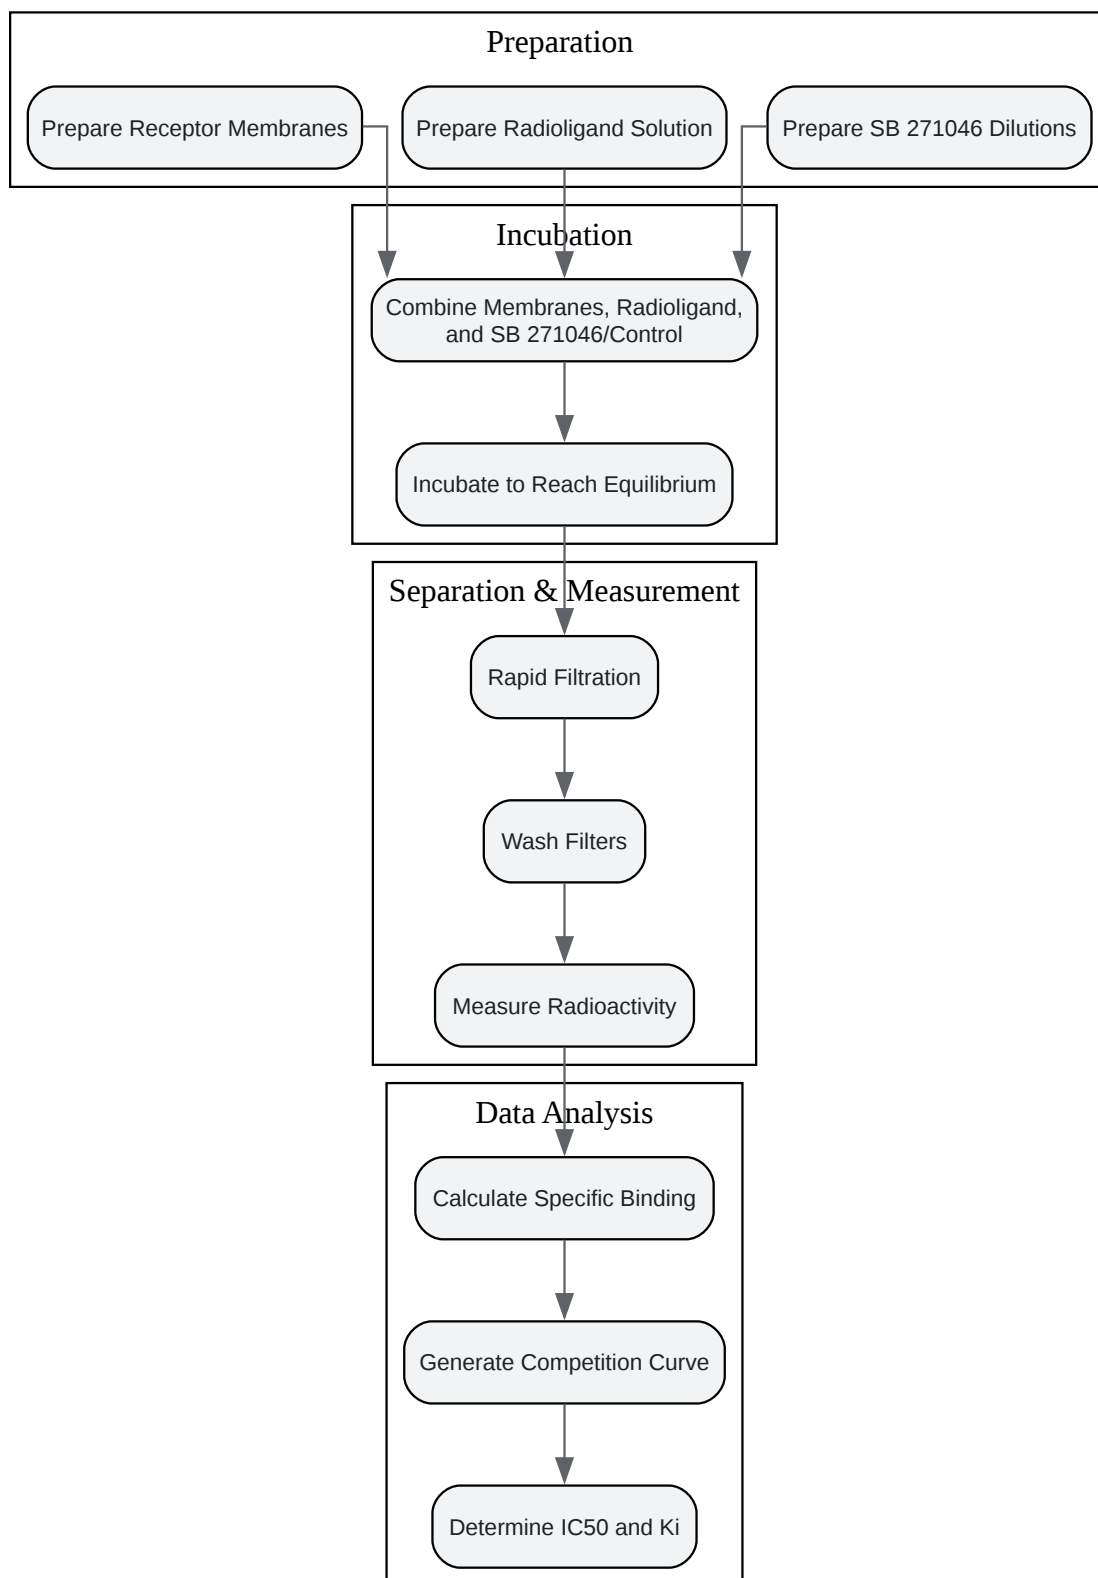 Preparation
Prepare Receptor Membranes
Prepare Radioligand Solution
Prepare SB 271046 Dilutions
Incubation
Combine Membranes, Radioligand,
and SB 271046/Control
Incubate to Reach Equilibrium
Separation & Measurement
Rapid Filtration
Wash Filters
Measure Radioactivity
Data Analysis
Calculate Specific Binding
Generate Competition Curve
Determine IC50 and Ki